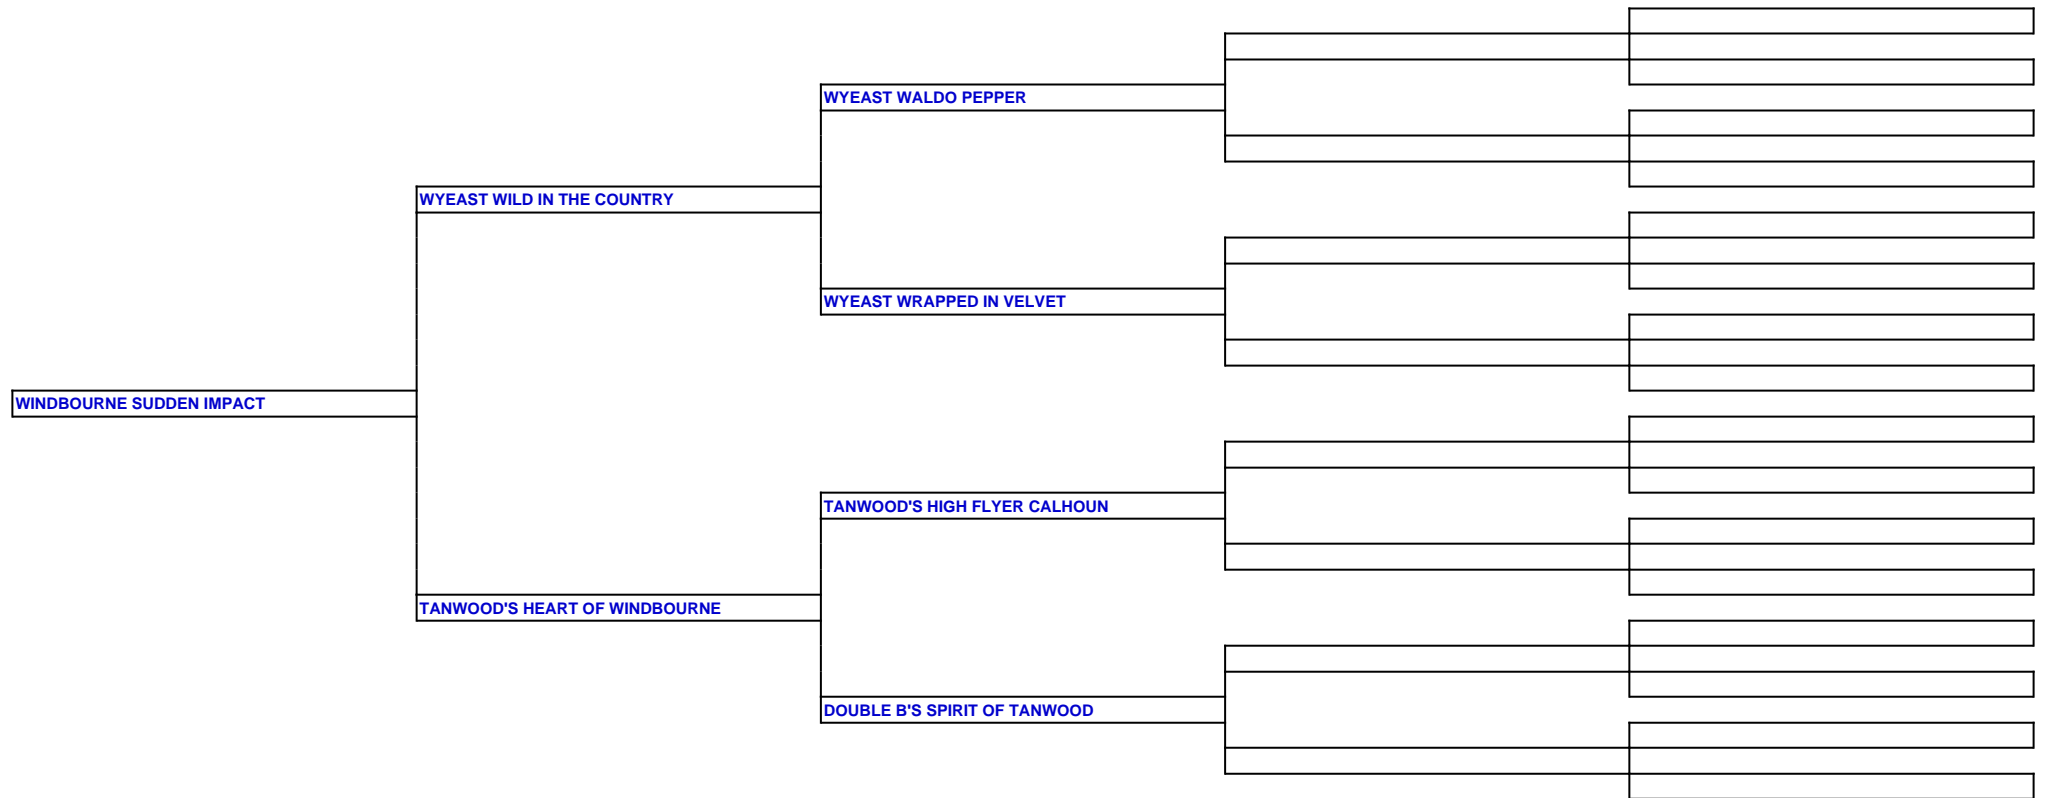 WYEAST WALDO PEPPER
WYEAST WILD IN THE COUNTRY
WYEAST WRAPPED IN VELVET
WINDBOURNE SUDDEN IMPACT
TANWOOD'S HIGH FLYER CALHOUN
TANWOOD'S HEART OF WINDBOURNE
DOUBLE B'S SPIRIT OF TANWOOD